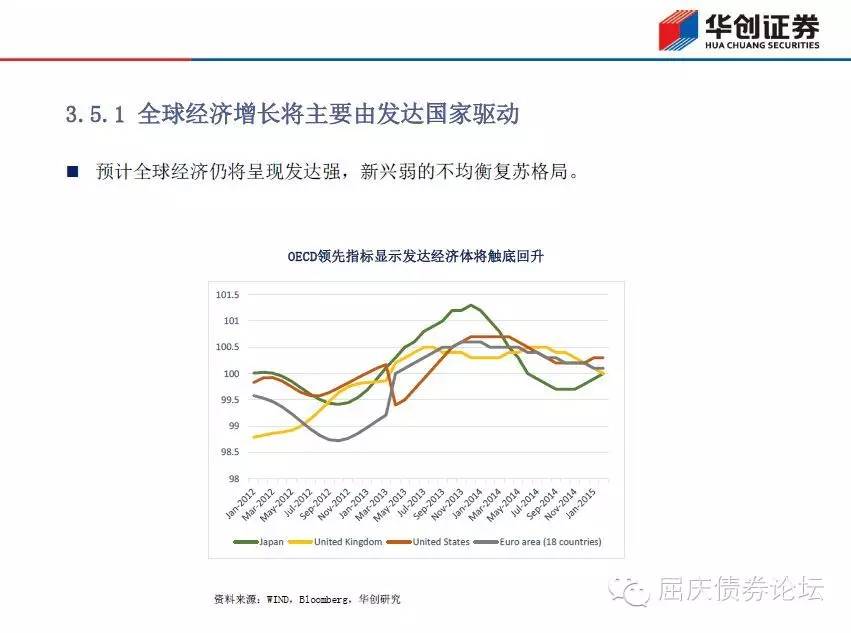 华创证券
HUA CHUANG SECURITIES
3.5.1 全球经济增长将主要由发达国家驱动
■ 预计全球经济仍将呈现发达强，新兴弱的不均衡复苏格局。
OECD领先指标显示发达经济体将触底回升
101.5
101
100.5
100
99.5
99
98.5
98
Jan-2012
Mar-2012
May-2012
Jul-2012
Sep-2012
Nov-2012
Jan-2013
Mar-2013
May-2013
Jul-2013
Sep-2013
Nov-2013
Jan-2014
Mar-2014
May-2014
Jul-2014
Sep-2014
Nov-2014
Jan-2015
Japan United Kingdom United States Euro area (18 countries)
资料来源：WIND，Bloomberg，华创研究
屈庆债券论坛